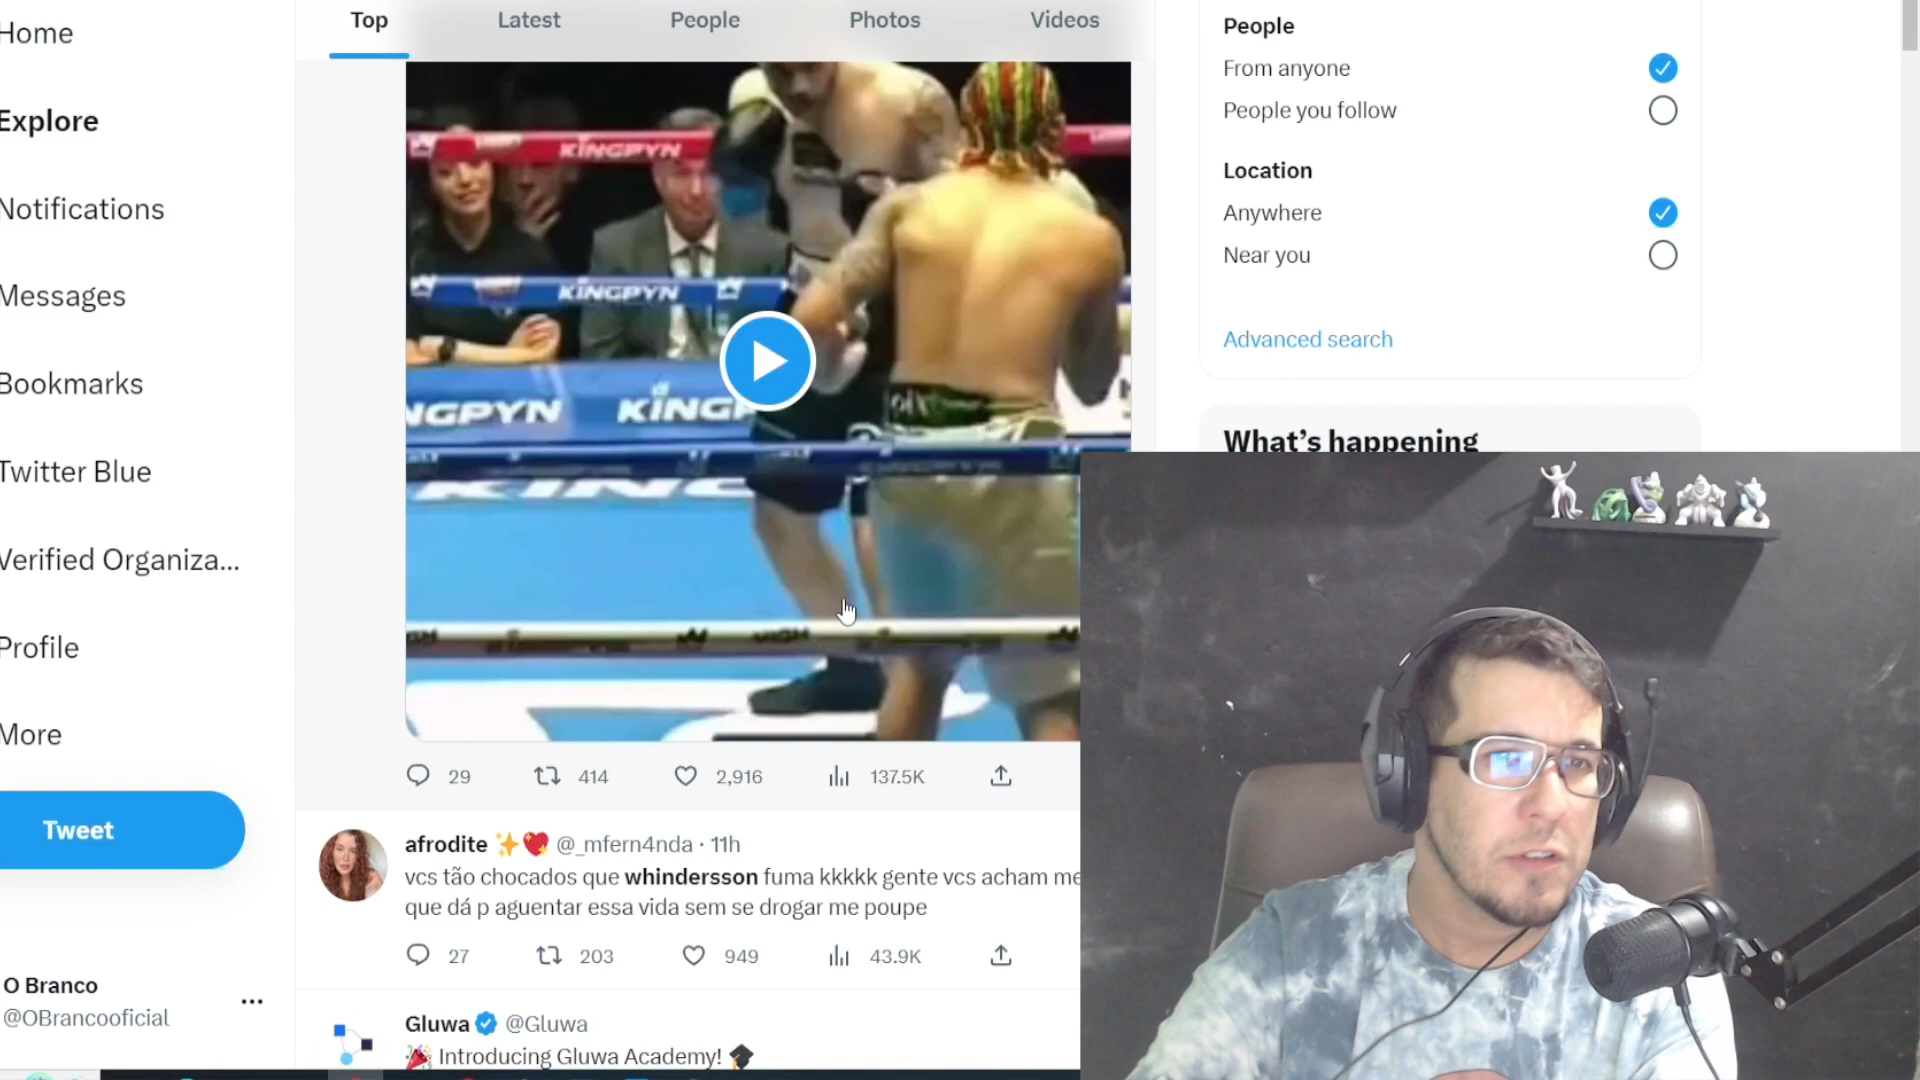 Home
Explore
Notifications
Messages
Bookmarks
Twitter Blue
Verified Organiza...
Profile
More
Tweet
O Branco
@OBrancooficial
Top
Latest
People
Photos
Videos
KINGPYN
KINGPYN
NGPYN
KINGP
KING
29
414
2,916
137.5K
afrodite ✨💖 @_mfern4nda · 11h
vcs tão chocados que whindersson fuma kkkkk gente vcs acham me
que dá p aguentar essa vida sem se drogar me poupe
27
203
949
43.9K
Gluwa @Gluwa
🎉 Introducing Gluwa Academy! 🎓
People
From anyone
People you follow
Location
Anywhere
Near you
Advanced search
What's happening